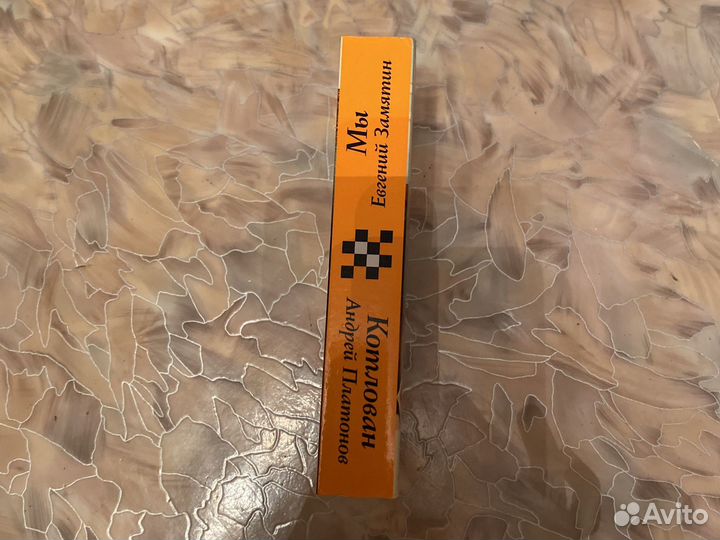 Мы
Евгений Замятин
Котлован
Андрей Платонов
Avito